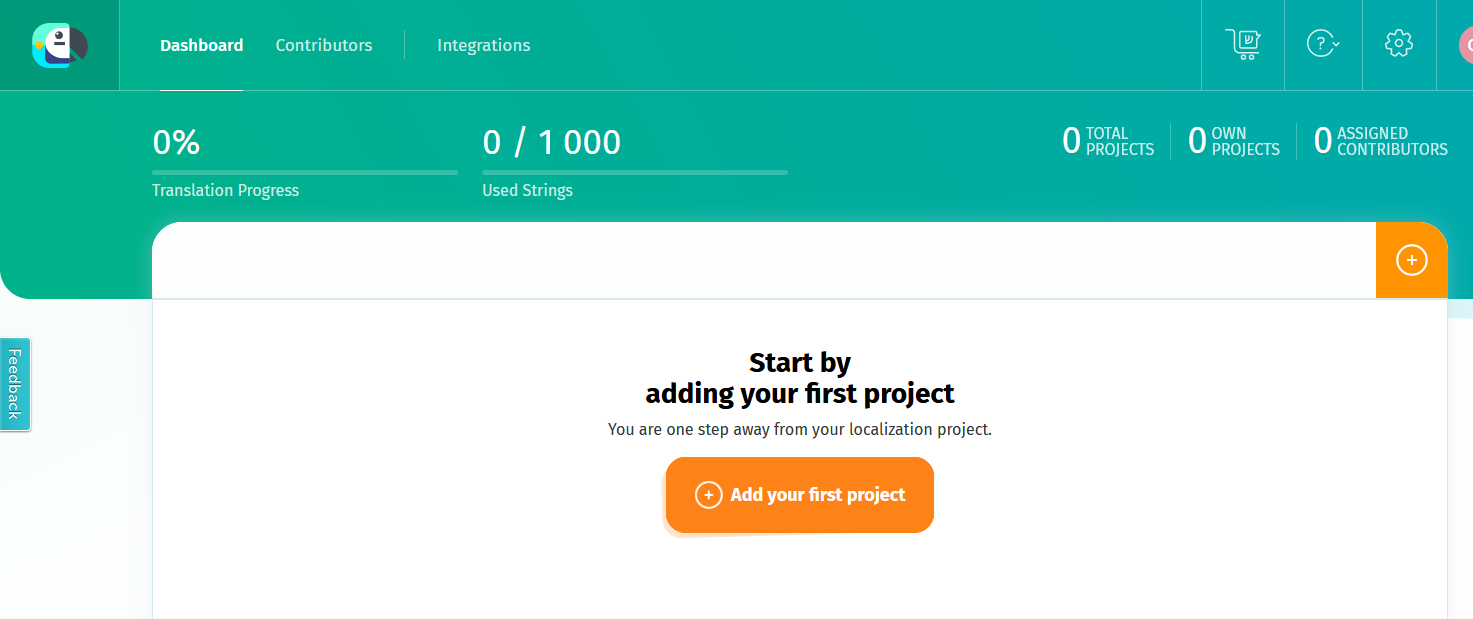 Dashboard
Contributors
Integrations
0%
Translation Progress
0 / 1 000
Used Strings
0 TOTAL
PROJECTS
0 OWN
PROJECTS
0 ASSIGNED
CONTRIBUTORS
Feedback
Start by
adding your first project
You are one step away from your localization project.
Add your first project